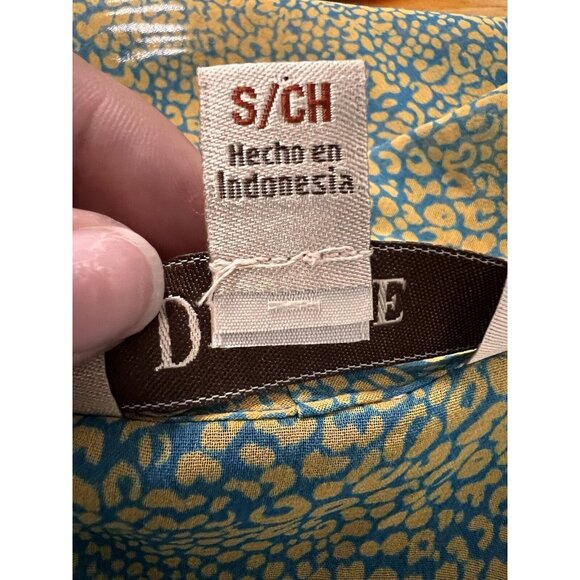 S/CH
Hecho en
Indonesia